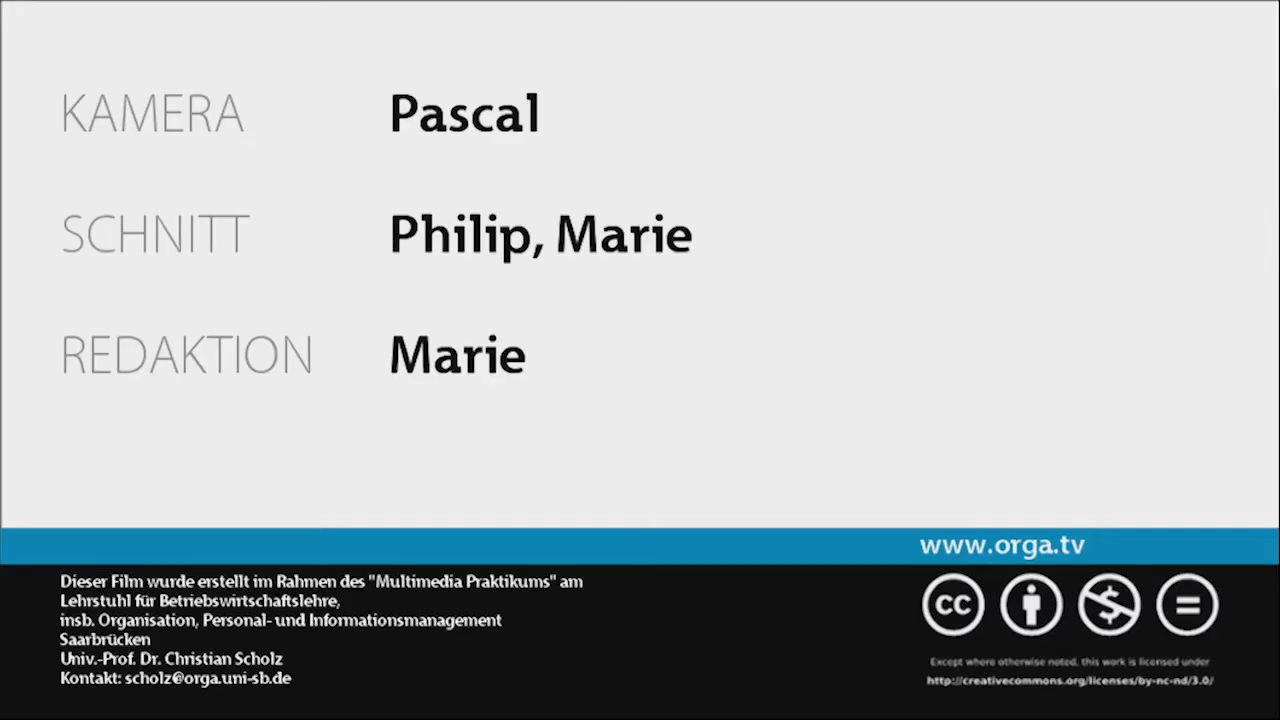 KAMERA Pascal
SCHNITT Philip, Marie
REDAKTION Marie
www.orga.tv
Dieser Film wurde erstellt im Rahmen des "Multimedia Praktikums" am
Lehrstuhl für Betriebswirtschaftslehre,
insb. Organisation, Personal- und Informationsmanagement
Saarbrücken
Univ.-Prof. Dr. Christian Scholz
Kontakt: scholz@orga.uni-sb.de
cc $ =
Except where otherwise noted, this work is licensed under
http://creativecommons.org/licenses/by-nc-nd/3.0/